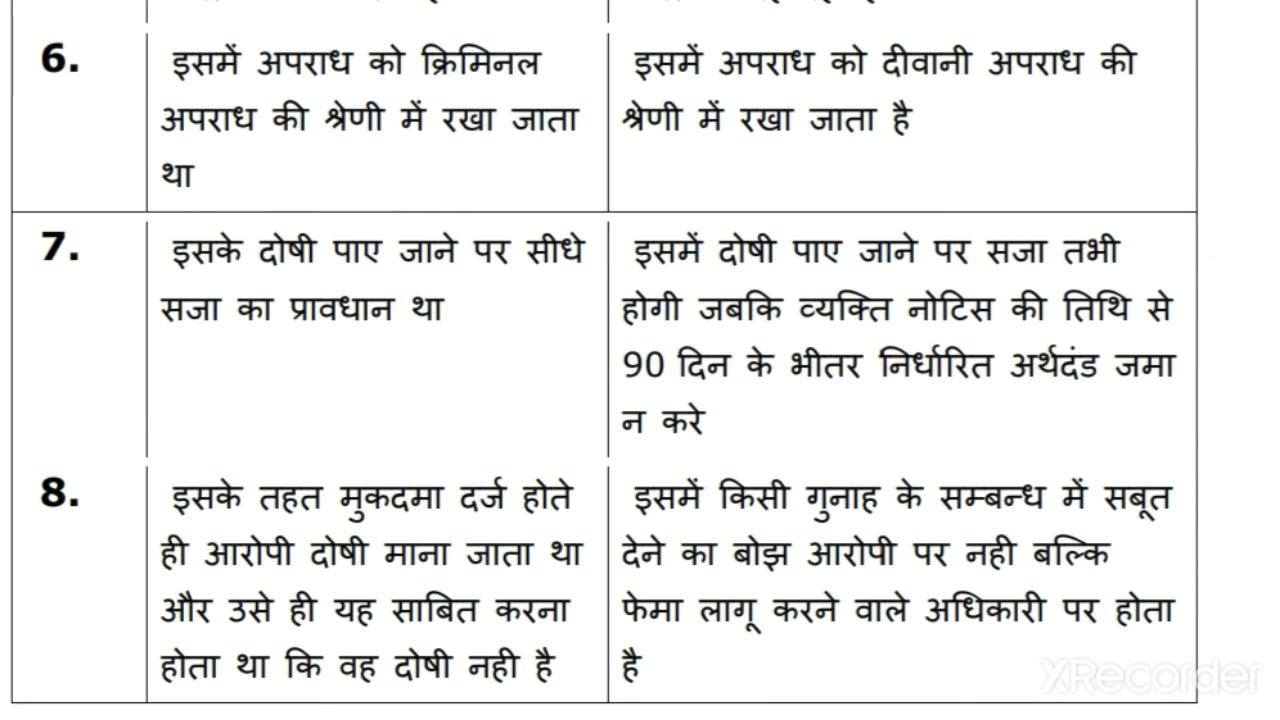 6.
इसमें अपराध को क्रिमिनल
अपराध की श्रेणी में रखा जाता
था
इसमें अपराध को दीवानी अपराध की
श्रेणी में रखा जाता है
7.
इसके दोषी पाए जाने पर सीधे
सजा का प्रावधान था
इसमें दोषी पाए जाने पर सजा तभी
होगी जबकि व्यक्ति नोटिस की तिथि से
90 दिन के भीतर निर्धारित अर्थदंड जमा
न करे
8.
इसके तहत मुकदमा दर्ज होते
ही आरोपी दोषी माना जाता था
और उसे ही यह साबित करना
होता था कि वह दोषी नही है
इसमें किसी गुनाह के सम्बन्ध में सबूत
देने का बोझ आरोपी पर नही बल्कि
फेमा लागू करने वाले अधिकारी पर होता
है
XRecorder